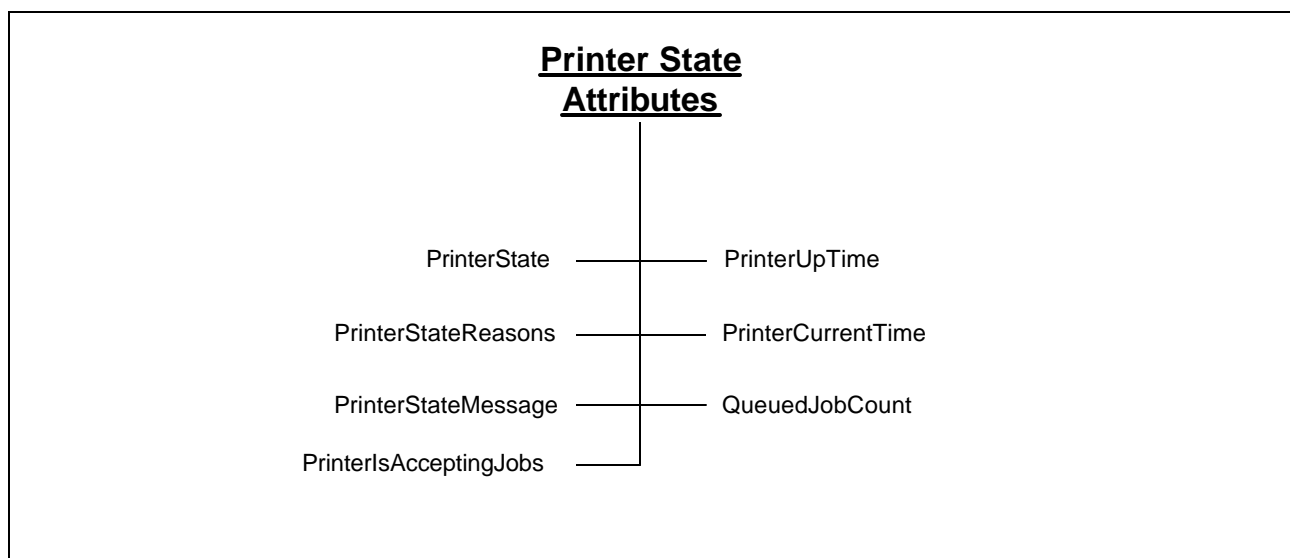 Printer State
Attributes
PrinterState
PrinterUpTime
PrinterStateReasons
PrinterCurrentTime
PrinterStateMessage
QueuedJobCount
PrinterIsAcceptingJobs